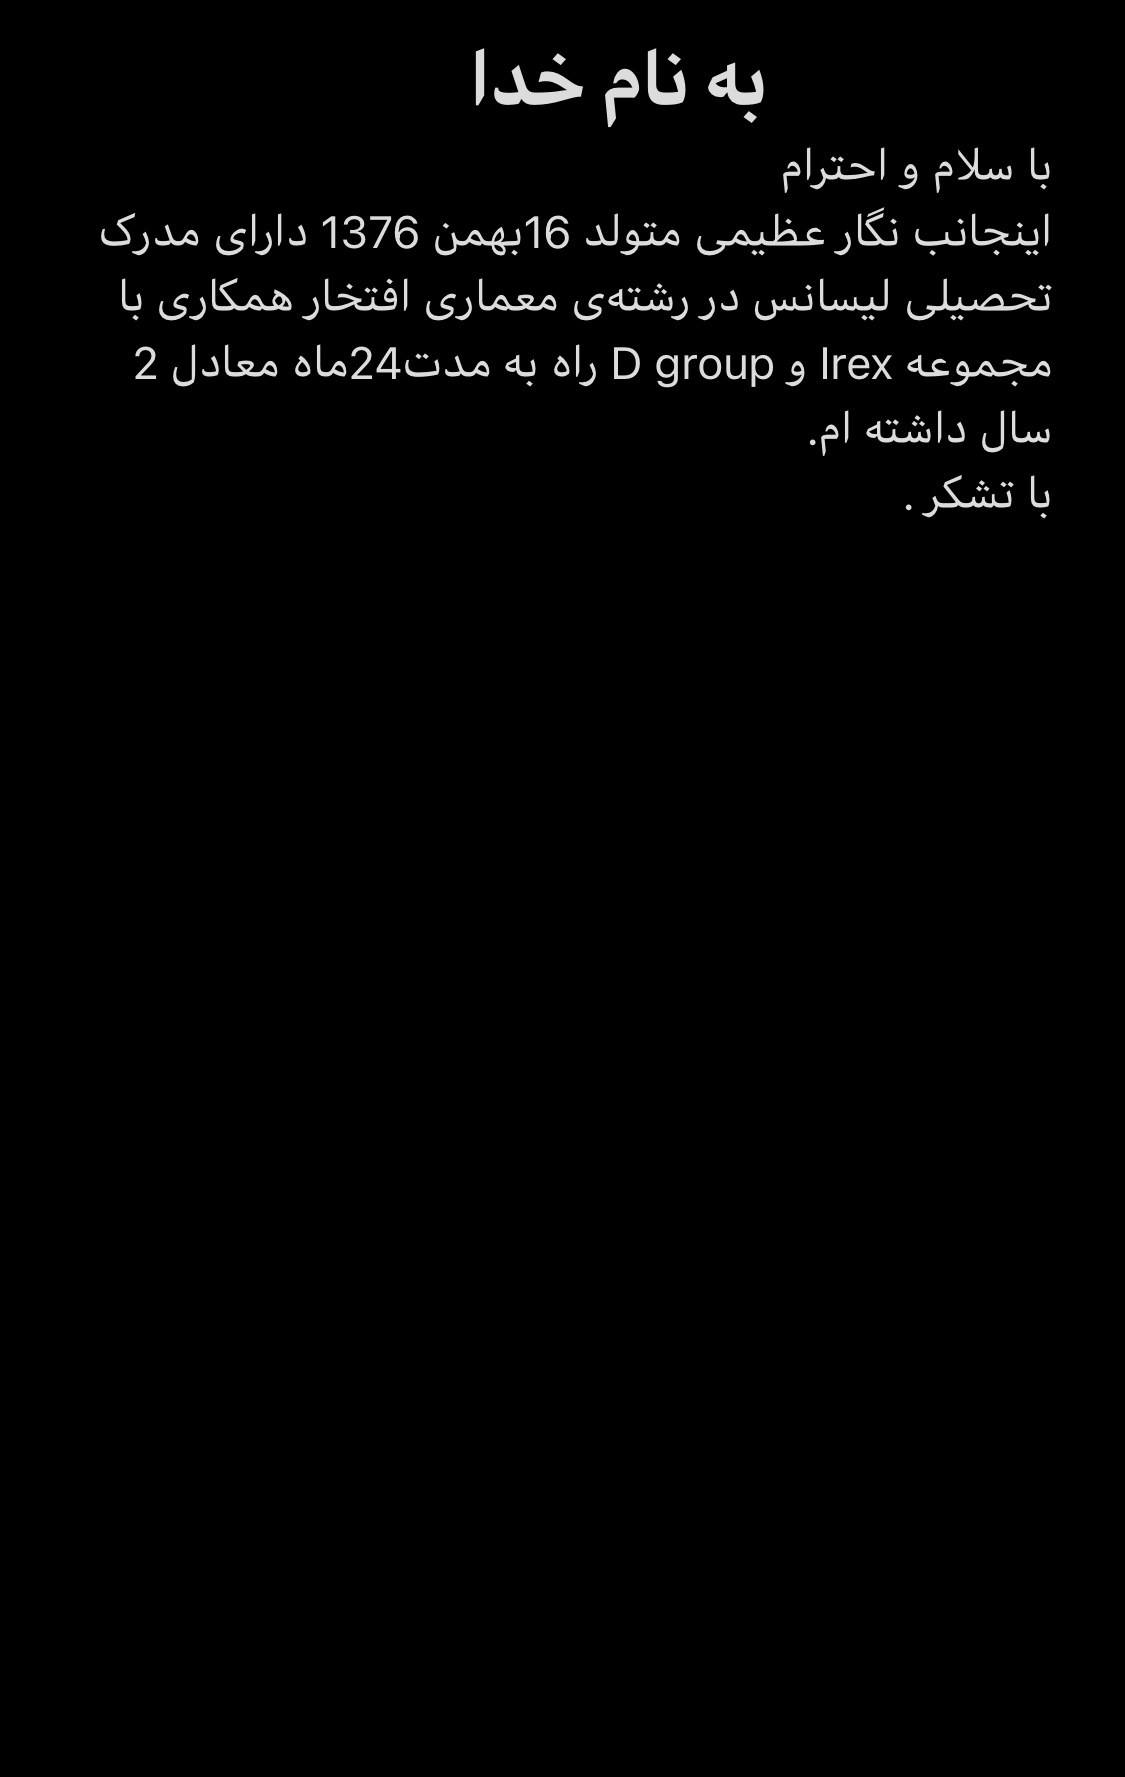 به نام خدا
با سلام و احترام
اینجانب نگار عظیمی متولد 16بهمن 1376 دارای مدرک
تحصیلی لیسانس در رشته‌ی معماری افتخار همکاری با
مجموعه Irex و D group راه به مدت24ماه معادل 2
سال داشته ام.
با تشکر .